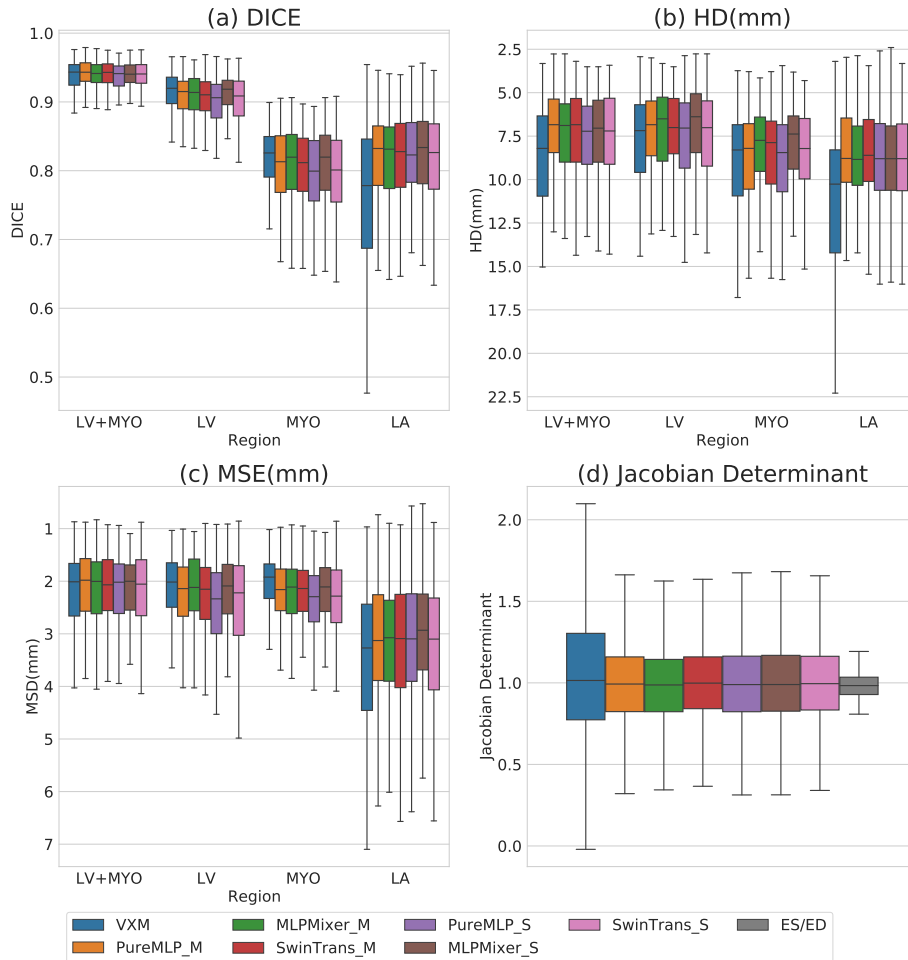 (a) DICE
1.0
0.9
0.8
0.7
0.6
0.5
DICE
LV+MYO LV MYO LA
Region
(b) HD(mm)
2.5
5.0
7.5
10.0
12.5
15.0
17.5
20.0
22.5
HD(mm)
LV+MYO LV MYO LA
Region
(c) MSE(mm)
1
2
3
4
5
6
7
MSD(mm)
LV+MYO LV MYO LA
Region
(d) Jacobian Determinant
2.0
1.5
1.0
0.5
0.0
Jacobian Determinant
VXM MLPMixer_M PureMLP_S SwinTrans_S ES/ED
PureMLP_M SwinTrans_M MLPMixer_S